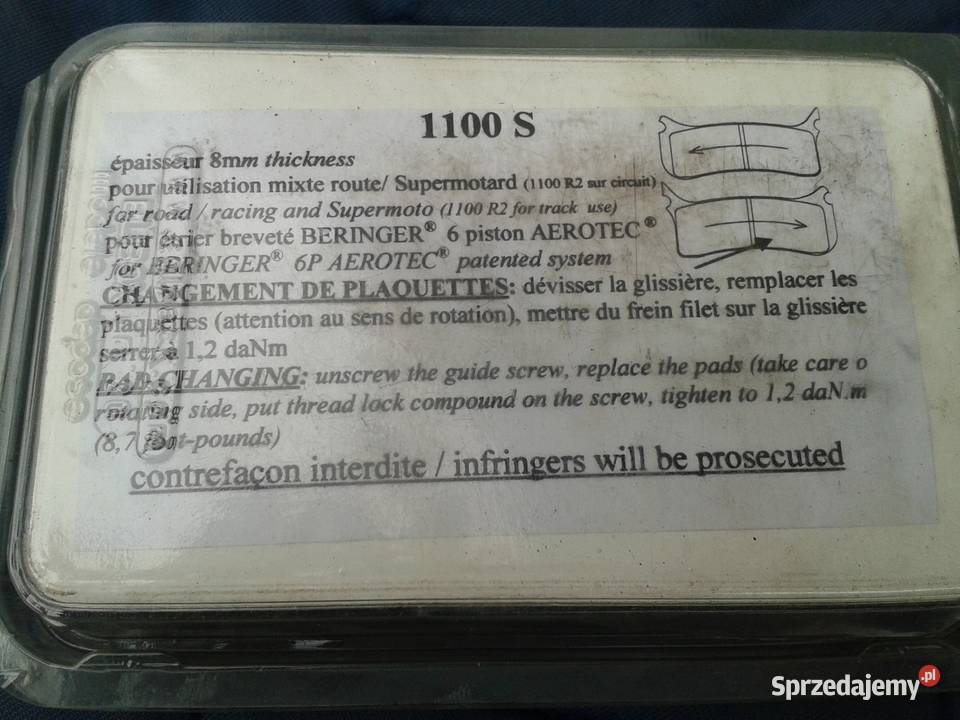 1100 S
épaisseur 8mm thickness
pour utilisation mixte route/ Supermotard (1100 R2 sur circuit)
for road / racing and Supermoto (1100 R2 for track use)
pour étrier breveté BERINGER® 6 piston AEROTEC®
for BERINGER® 6P AEROTEC® patented system
CHANGEMENT DE PLAQUETTES: dévisser la glissière, remplacer les
plaquettes (attention au sens de rotation), mettre du frein filet sur la glissière
serrer à 1,2 daNm
PAD CHANGING: unscrew the guide screw, replace the pads (take care o
rotating side, put thread lock compound on the screw, tighten to 1,2 daN.m
(8,7 foot-pounds)
contrefaçon interdite / infringers will be prosecuted
Sprzedajemy.pl